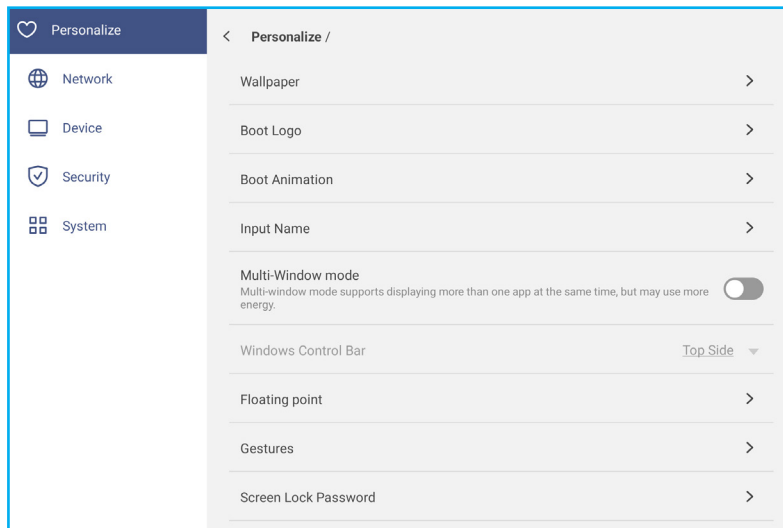 Personalize
Network
Device
Security
System
Personalize /
Wallpaper
Boot Logo
Boot Animation
Input Name
Multi-Window mode
Multi-window mode supports displaying more than one app at the same time, but may use more
energy.
Windows Control Bar
Top Side
Floating point
Gestures
Screen Lock Password